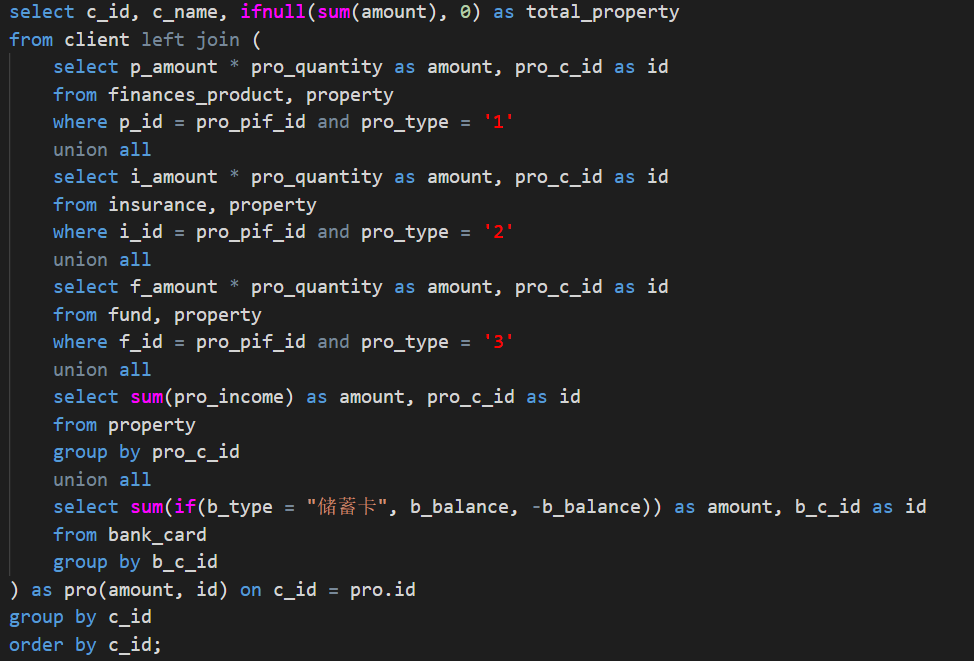 select c_id, c_name, ifnull(sum(amount), 0) as total_property
from client left join (
    select p_amount * pro_quantity as amount, pro_c_id as id
    from finances_product, property
    where p_id = pro_pif_id and pro_type = '1'
    union all
    select i_amount * pro_quantity as amount, pro_c_id as id
    from insurance, property
    where i_id = pro_pif_id and pro_type = '2'
    union all
    select f_amount * pro_quantity as amount, pro_c_id as id
    from fund, property
    where f_id = pro_pif_id and pro_type = '3'
    union all
    select sum(pro_income) as amount, pro_c_id as id
    from property
    group by pro_c_id
    union all
    select sum(if(b_type = "储蓄卡", b_balance, -b_balance)) as amount, b_c_id as id
    from bank_card
    group by b_c_id
) as pro(amount, id) on c_id = pro.id
group by c_id
order by c_id;